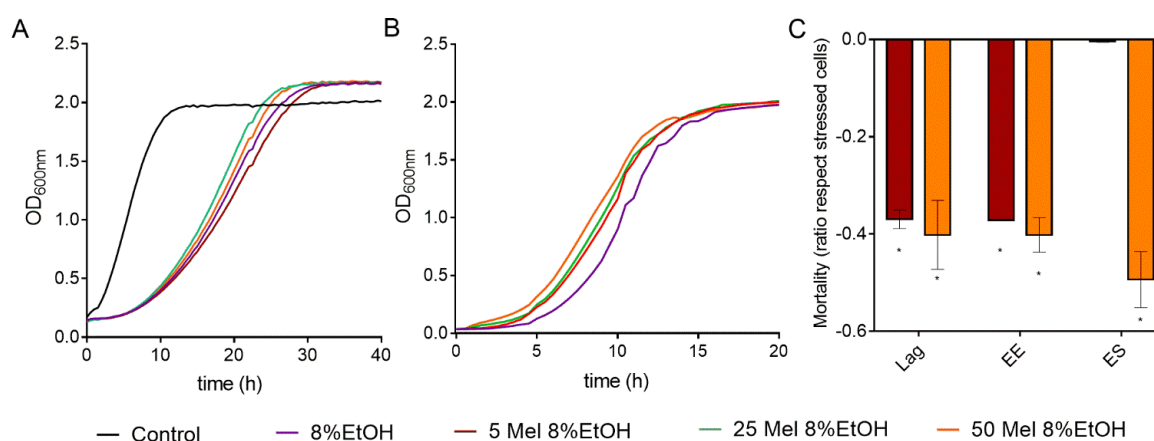 A
2.5
2.0
1.5
1.0
0.5
0.0
OD600nm
0 10 20 30 40
time (h)
B
2.5
2.0
1.5
1.0
0.5
0.0
OD600nm
0 5 10 15 20
time (h)
C
0.0
-0.2
-0.4
-0.6
Mortality (ratio respect stressed cells)
* * * * *
Lag EE ES
Control 8%EtOH 5 Mel 8%EtOH 25 Mel 8%EtOH 50 Mel 8%EtOH